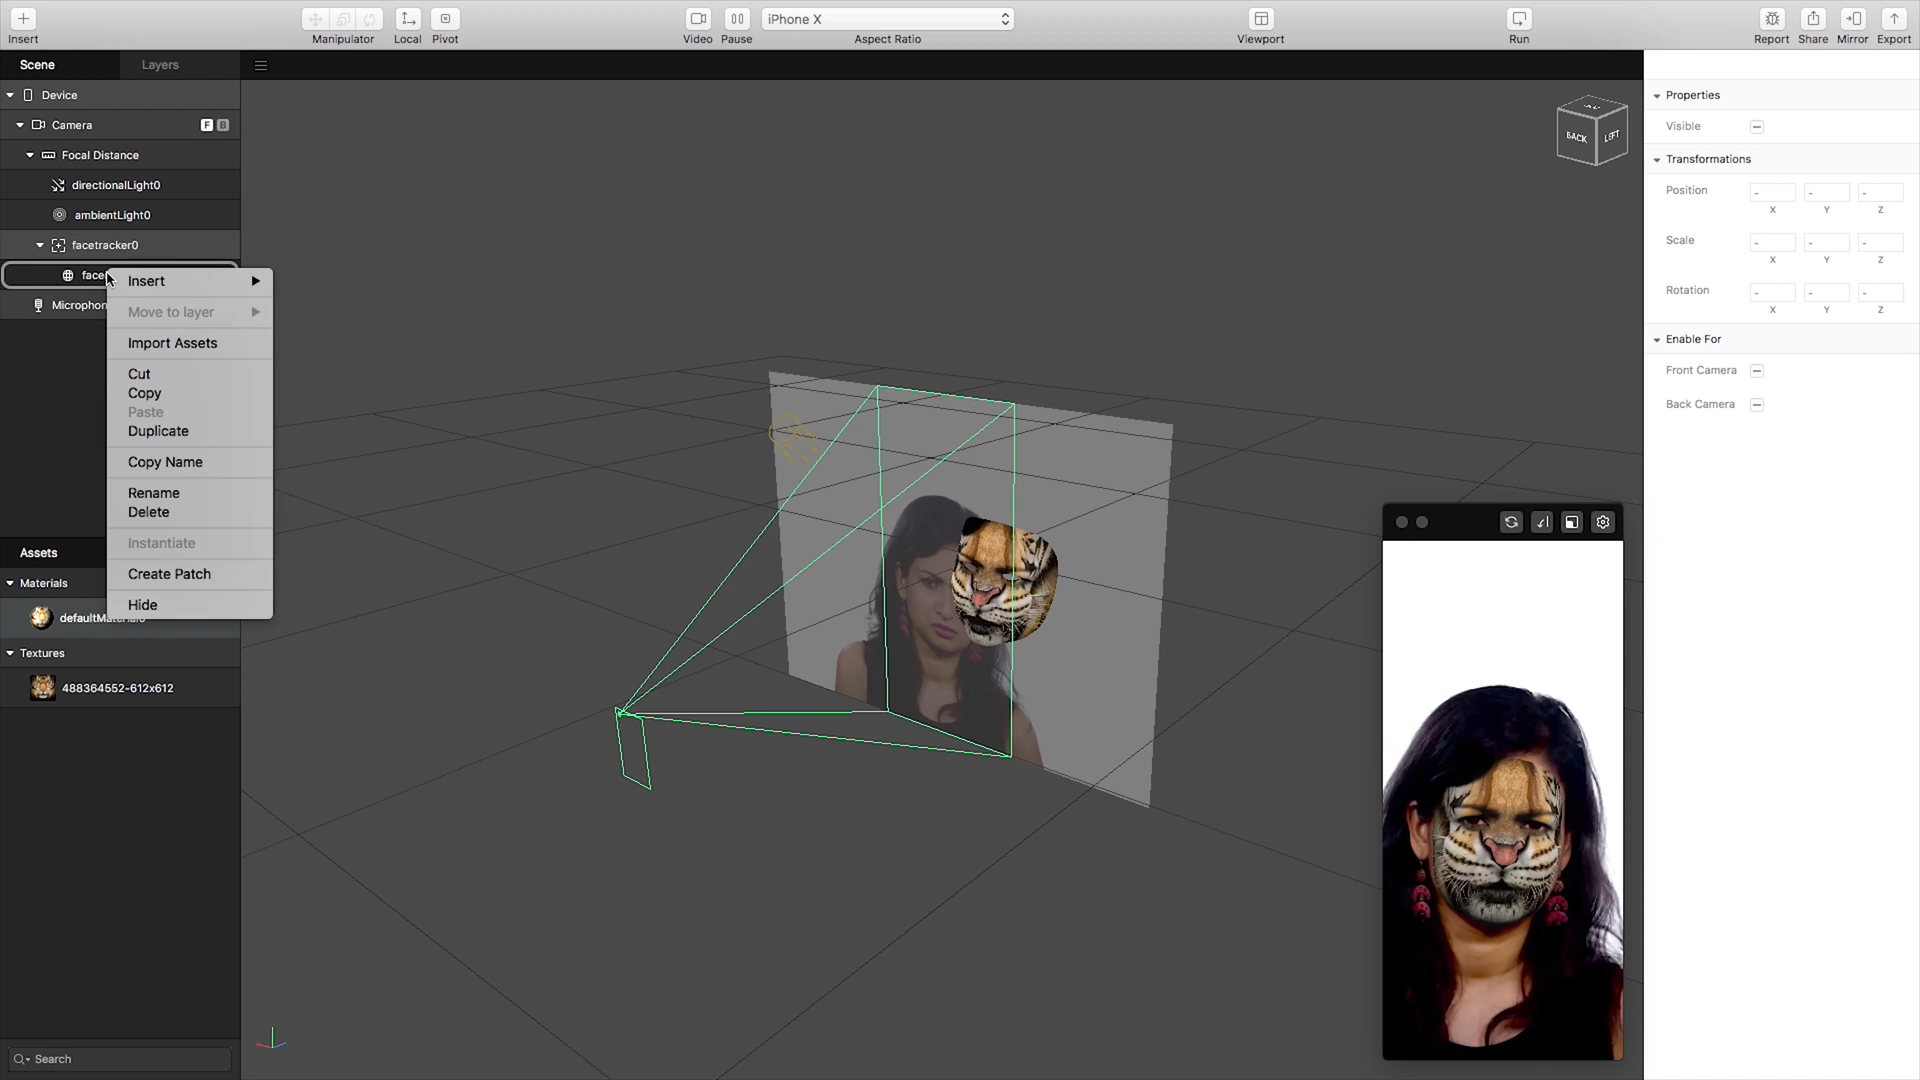 Insert
Manipulator
Local
Pivot
Video
Pause
iPhone X
Aspect Ratio
Viewport
Run
Report
Share
Mirror
Export
Scene
Layers
Device
Camera
F
B
Focal Distance
directionalLight0
ambientLight0
facetracker0
face
Microphon
Insert
Move to layer
Import Assets
Cut
Copy
Paste
Duplicate
Copy Name
Rename
Delete
Instantiate
Create Patch
Hide
Assets
Materials
defaultMaterial0
Textures
488364552-612x612
Search
BACK
LEFT
Properties
Visible
Transformations
Position
- - -
X Y Z
Scale
- - -
X Y Z
Rotation
- - -
X Y Z
Enable For
Front Camera
Back Camera